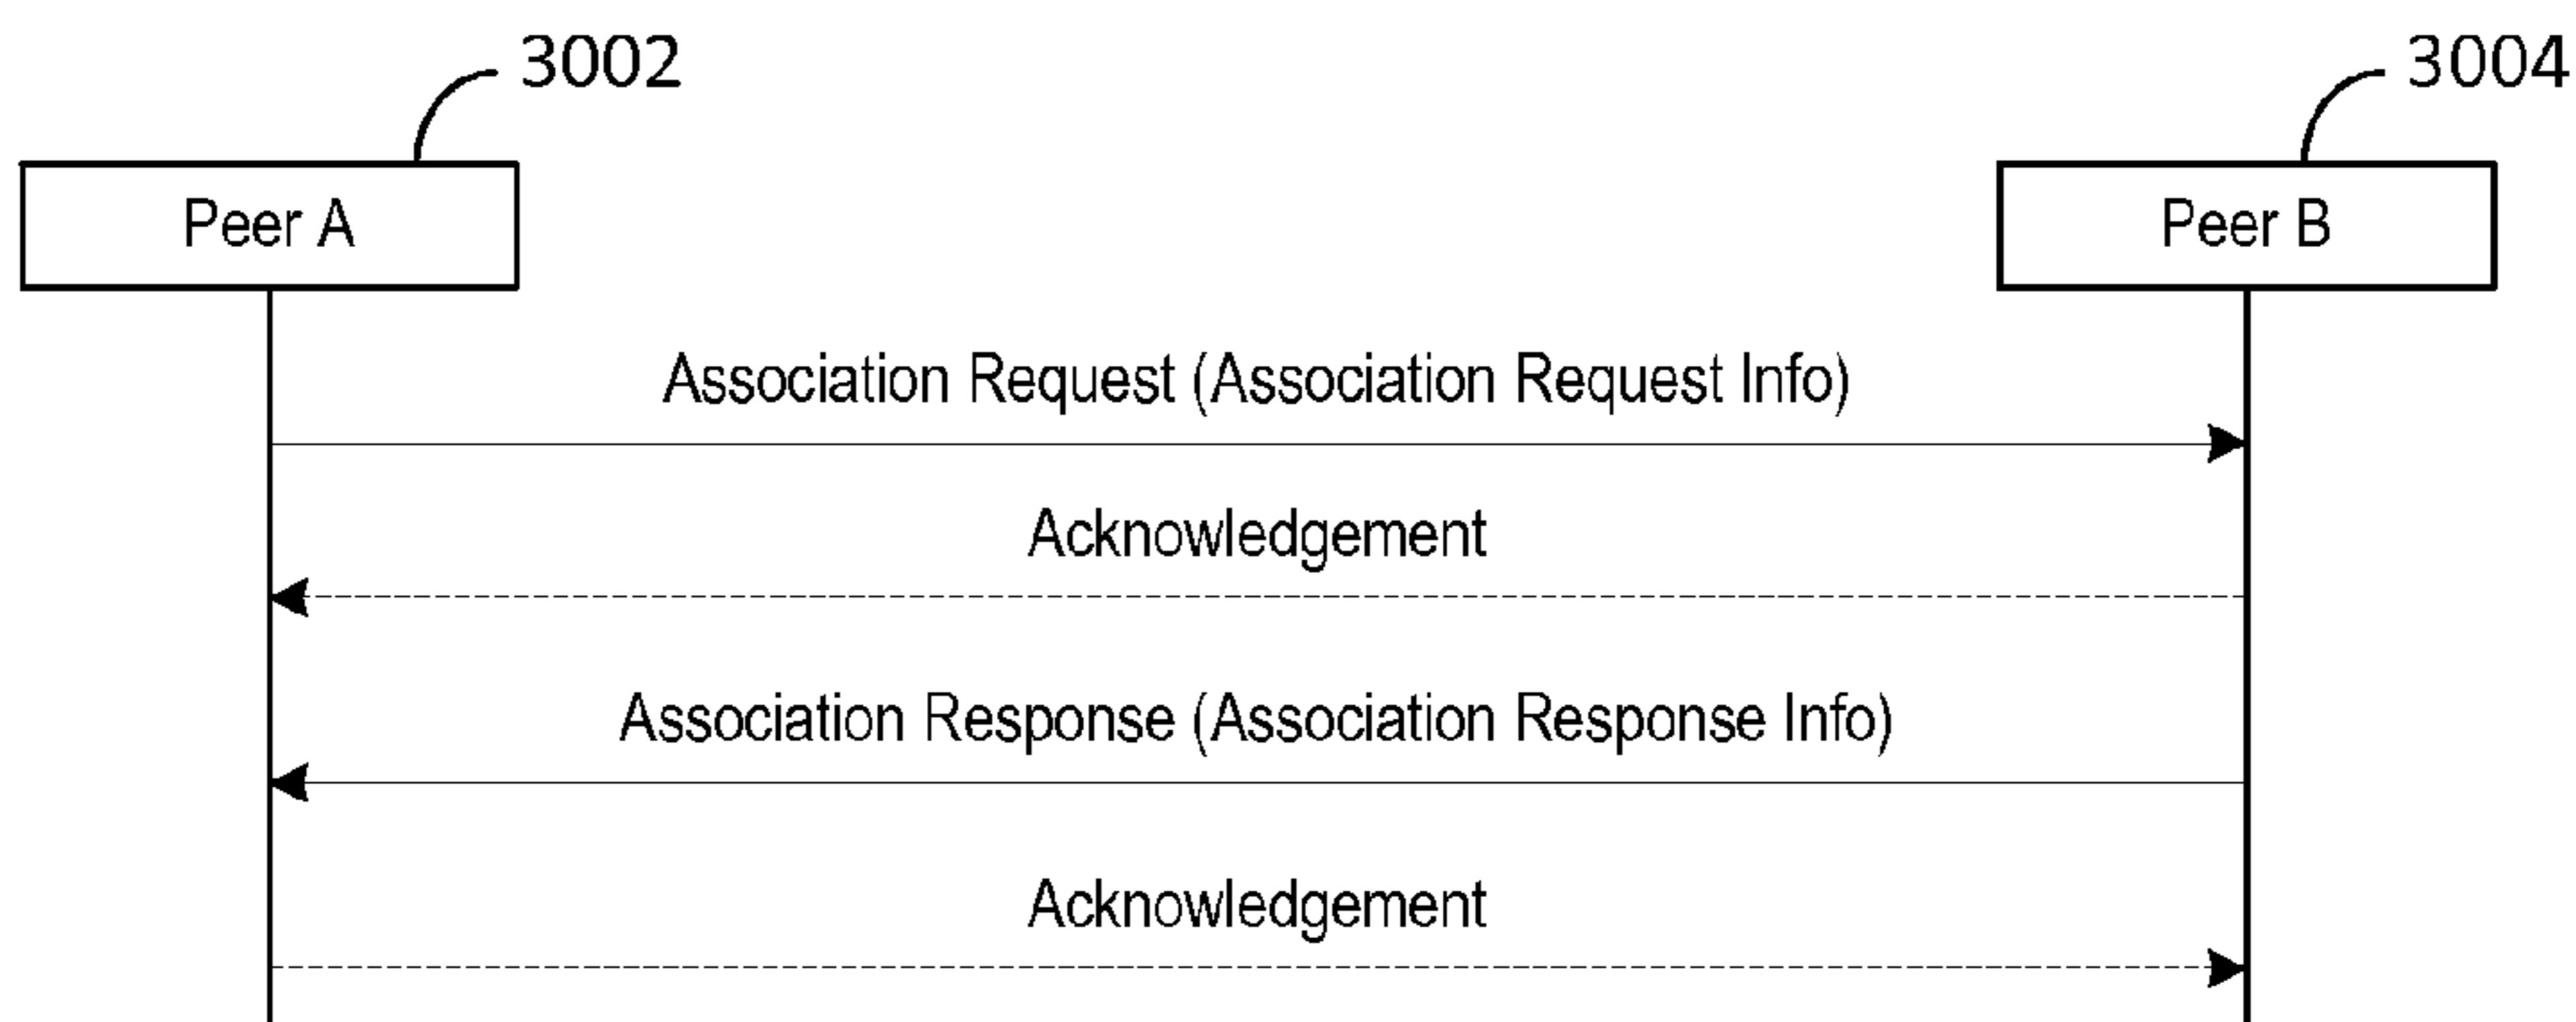 3002
3004
Peer A
Peer B
Association Request (Association Request Info)
Acknowledgement
Association Response (Association Response Info)
Acknowledgement